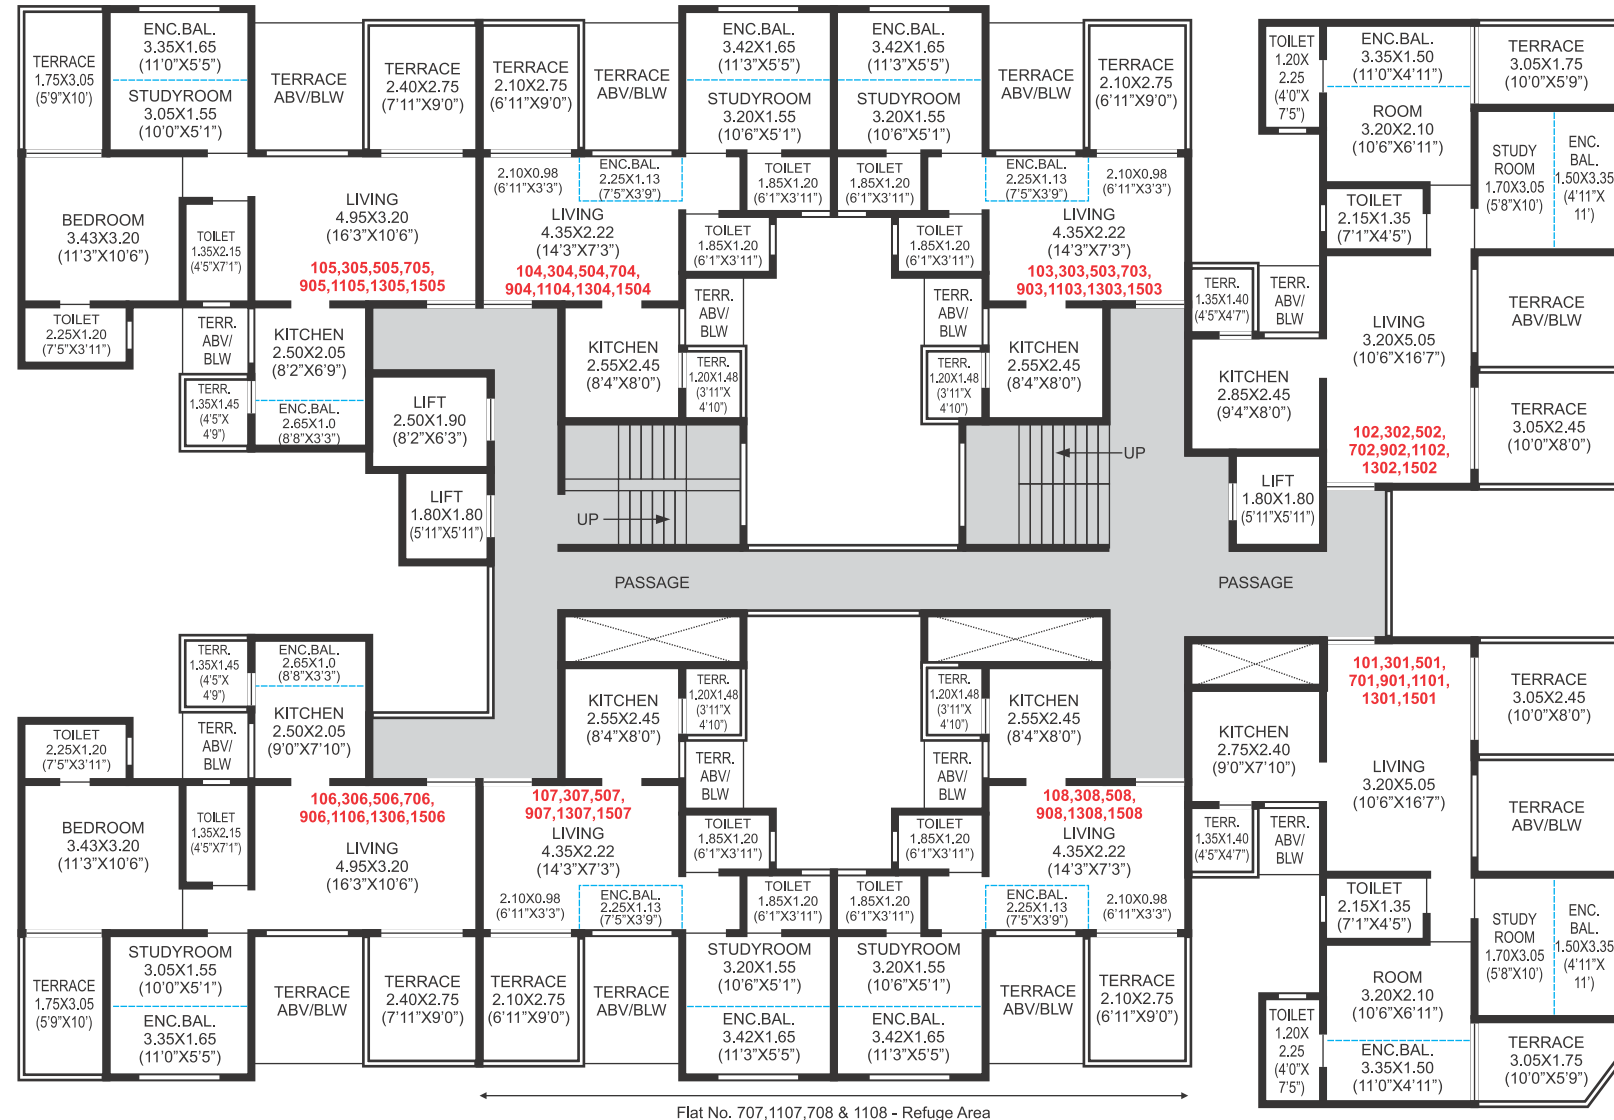 TERRACE
1.75X3.05
(5'9"X10')
ENC.BAL.
3.35X1.65
(11'0"X5'5")
STUDYROOM
3.05X1.55
(10'0"X5'1")
TERRACE
ABV/BLW
TERRACE
2.40X2.75
(7'11"X9'0")
TERRACE
2.10X2.75
(6'11"X9'0")
TERRACE
ABV/BLW
ENC.BAL.
3.42X1.65
(11'3"X5'5")
STUDYROOM
3.20X1.55
(10'6"X5'1")
ENC.BAL.
3.42X1.65
(11'3"X5'5")
STUDYROOM
3.20X1.55
(10'6"X5'1")
TERRACE
ABV/BLW
TERRACE
2.10X2.75
(6'11"X9'0")
TOILET
1.20X
2.25
(4'0"X
7'5")
ENC.BAL.
3.35X1.50
(11'0"X4'11")
ROOM
3.20X2.10
(10'6"X6'11")
TERRACE
3.05X1.75
(10'0"X5'9")
STUDY
ROOM
1.70X3.05
(5'8"X10')
ENC.
BAL.
1.50X3.35
(4'11"X
11')
BEDROOM
3.43X3.20
(11'3"X10'6")
TOILET
1.35X2.15
(4'5"X7'1")
LIVING
4.95X3.20
(16'3"X10'6")
105,305,505,705,
905,1105,1305,1505
2.10X0.98
(6'11"X3'3")
ENC.BAL.
2.25X1.13
(7'5"X3'9")
LIVING
4.35X2.22
(14'3"X7'3")
104,304,504,704,
904,1104,1304,1504
TOILET
1.85X1.20
(6'1"X3'11")
TOILET
1.85X1.20
(6'1"X3'11")
TOILET
1.85X1.20
(6'1"X3'11")
TOILET
1.85X1.20
(6'1"X3'11")
ENC.BAL.
2.25X1.13
(7'5"X3'9")
2.10X0.98
(6'11"X3'3")
LIVING
4.35X2.22
(14'3"X7'3")
103,303,503,703,
903,1103,1303,1503
TOILET
2.15X1.35
(7'1"X4'5")
TERR.
1.35X1.40
(4'5"X4'7")
TERR.
ABV/
BLW
LIVING
3.20X5.05
(10'6"X16'7")
102,302,502,
702,902,1102,
1302,1502
TERRACE
ABV/BLW
TERRACE
3.05X2.45
(10'0"X8'0")
TOILET
2.25X1.20
(7'5"X3'11")
TERR.
ABV/
BLW
TERR.
1.35X1.45
(4'5"X
4'9")
KITCHEN
2.50X2.05
(8'2"X6'9")
ENC.BAL.
2.65X1.0
(8'8"X3'3")
LIFT
2.50X1.90
(8'2"X6'3")
LIFT
1.80X1.80
(5'11"X5'11")
KITCHEN
2.55X2.45
(8'4"X8'0")
TERR.
ABV/
BLW
TERR.
1.20X1.48
(3'11"X
4'10")
TERR.
ABV/
BLW
TERR.
1.20X1.48
(3'11"X
4'10")
KITCHEN
2.55X2.45
(8'4"X8'0")
KITCHEN
2.85X2.45
(9'4"X8'0")
LIFT
1.80X1.80
(5'11"X5'11")
UP
UP
PASSAGE
PASSAGE
TERR.
1.35X1.45
(4'5"X
4'9")
TERR.
ABV/
BLW
ENC.BAL.
2.65X1.0
(8'8"X3'3")
KITCHEN
2.50X2.05
(9'0"X7'10")
KITCHEN
2.55X2.45
(8'4"X8'0")
TERR.
1.20X1.48
(3'11"X
4'10")
TERR.
ABV/
BLW
TERR.
1.20X1.48
(3'11"X
4'10")
TERR.
ABV/
BLW
KITCHEN
2.55X2.45
(8'4"X8'0")
KITCHEN
2.75X2.40
(9'0"X7'10")
101,301,501,
701,901,1101,
1301,1501
LIVING
3.20X5.05
(10'6"X16'7")
TERRACE
3.05X2.45
(10'0"X8'0")
TERRACE
ABV/BLW
TOILET
2.25X1.20
(7'5"X3'11")
BEDROOM
3.43X3.20
(11'3"X10'6")
TOILET
1.35X2.15
(4'5"X7'1")
106,306,506,706,
906,1106,1306,1506
LIVING
4.95X3.20
(16'3"X10'6")
107,307,507,
907,1307,1507
LIVING
4.35X2.22
(14'3"X7'3")
2.10X0.98
(6'11"X3'3")
ENC.BAL.
2.25X1.13
(7'5"X3'9")
TOILET
1.85X1.20
(6'1"X3'11")
TOILET
1.85X1.20
(6'1"X3'11")
TOILET
1.85X1.20
(6'1"X3'11")
TOILET
1.85X1.20
(6'1"X3'11")
108,308,508,
908,1308,1508
LIVING
4.35X2.22
(14'3"X7'3")
ENC.BAL.
2.25X1.13
(7'5"X3'9")
2.10X0.98
(6'11"X3'3")
TERR.
1.35X1.40
(4'5"X4'7")
TERR.
ABV/
BLW
TOILET
2.15X1.35
(7'1"X4'5")
STUDY
ROOM
1.70X3.05
(5'8"X10')
ENC.
BAL.
1.50X3.35
(4'11"X
11')
TERRACE
1.75X3.05
(5'9"X10')
STUDYROOM
3.05X1.55
(10'0"X5'1")
ENC.BAL.
3.35X1.65
(11'0"X5'5")
TERRACE
ABV/BLW
TERRACE
2.40X2.75
(7'11"X9'0")
TERRACE
2.10X2.75
(6'11"X9'0")
TERRACE
ABV/BLW
STUDYROOM
3.20X1.55
(10'6"X5'1")
ENC.BAL.
3.42X1.65
(11'3"X5'5")
STUDYROOM
3.20X1.55
(10'6"X5'1")
ENC.BAL.
3.42X1.65
(11'3"X5'5")
TERRACE
ABV/BLW
TERRACE
2.10X2.75
(6'11"X9'0")
TOILET
1.20X
2.25
(4'0"X
7'5")
ROOM
3.20X2.10
(10'6"X6'11")
ENC.BAL.
3.35X1.50
(11'0"X4'11")
TERRACE
3.05X1.75
(10'0"X5'9")
Flat No. 707,1107,708 & 1108 - Refuge Area